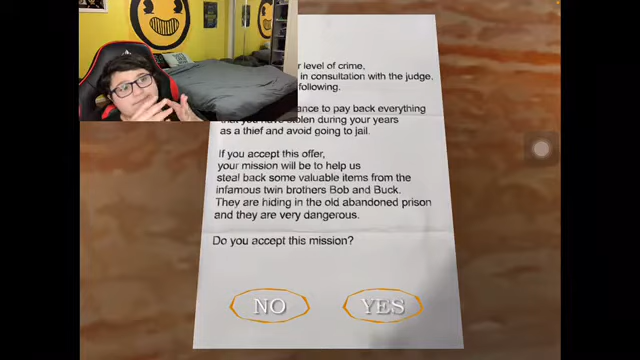 level of crime,
in consultation with the judge.
following.
ance to pay back everything
that you have stolen during your years
as a thief and avoid going to jail.
If you accept this offer,
your mission will be to help us
steal back some valuable items from the
infamous twin brothers Bob and Buck.
They are hiding in the old abandoned prison
and they are very dangerous.
Do you accept this mission?
NO
YES